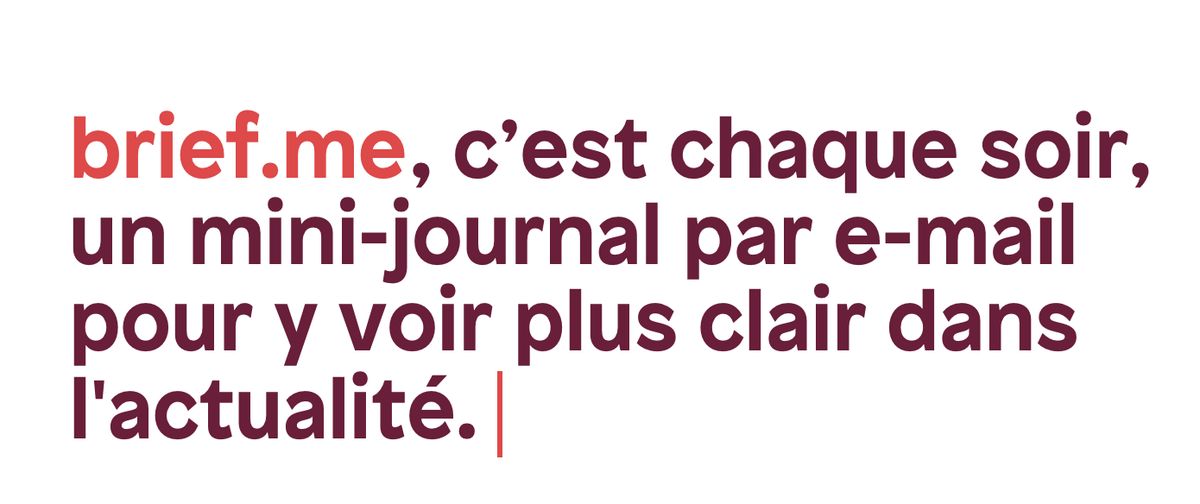 brief.me, c’est chaque soir,
un mini-journal par e-mail
pour y voir plus clair dans
l'actualité.